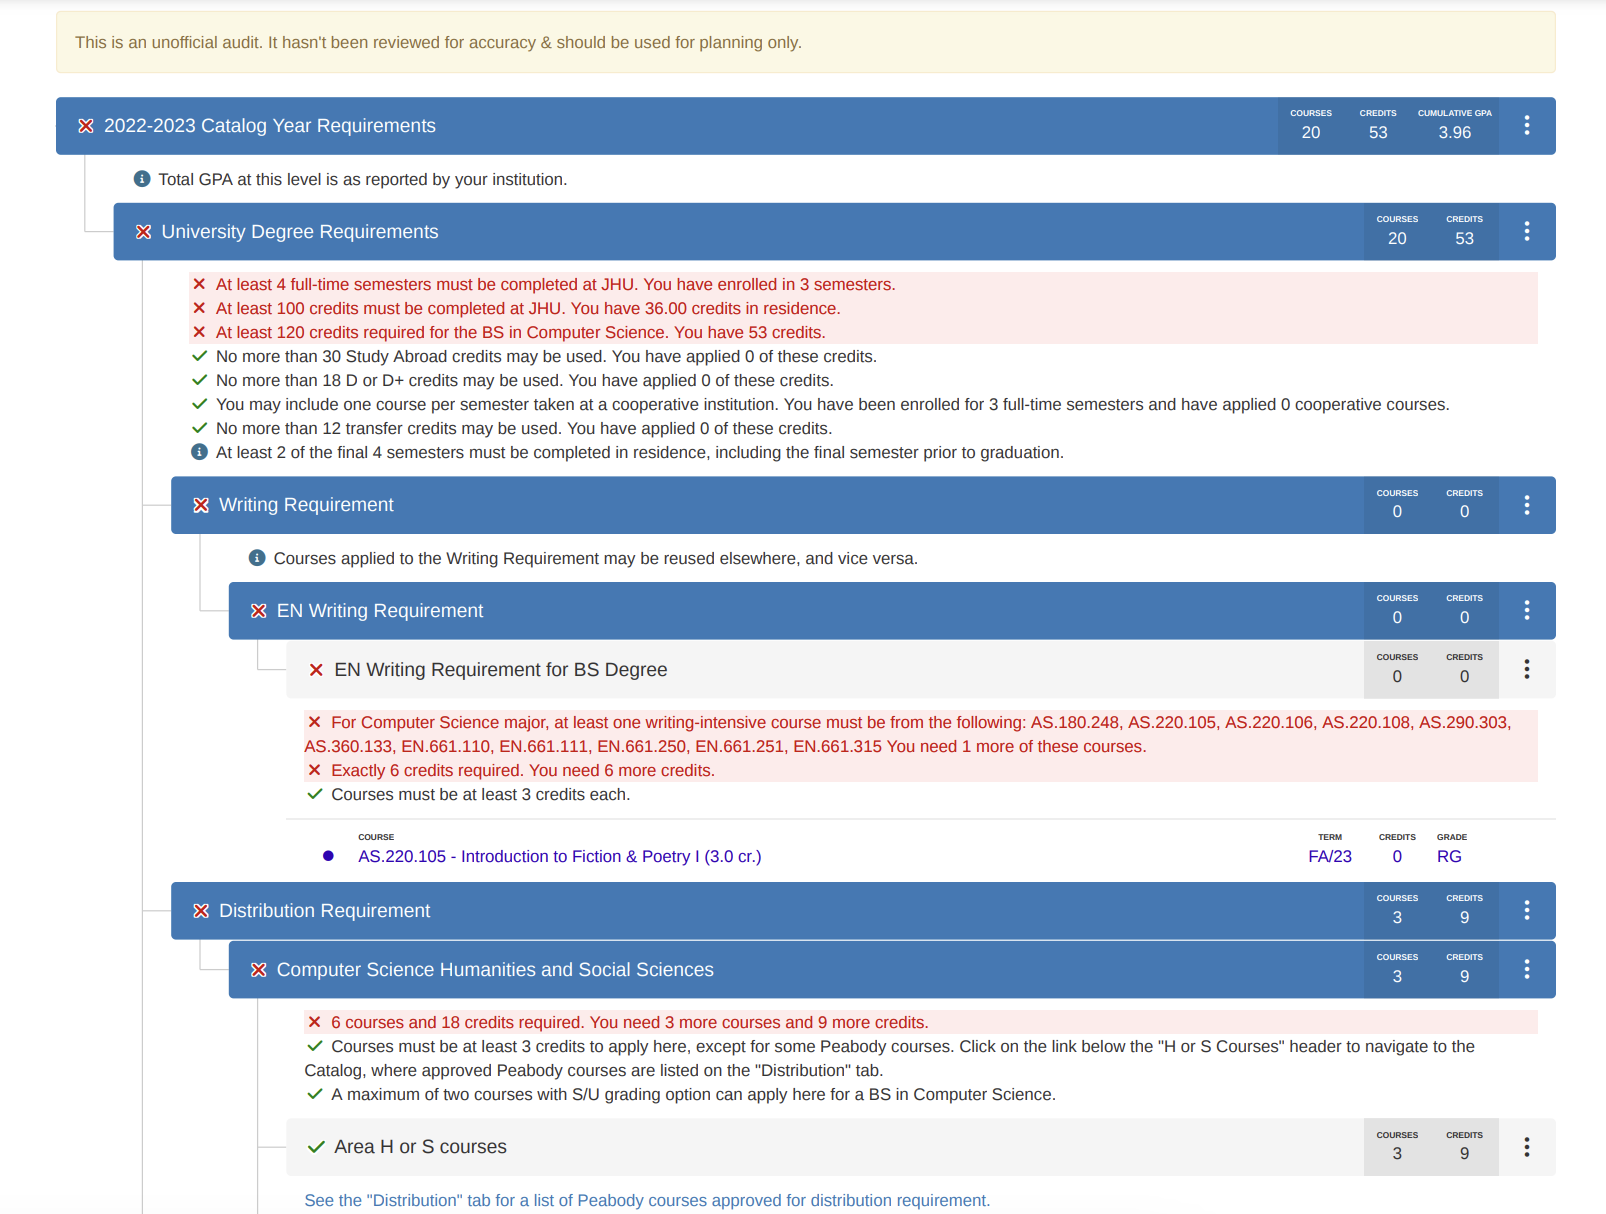 This is an unofficial audit. It hasn't been reviewed for accuracy & should be used for planning only.
2022-2023 Catalog Year Requirements
COURSES CREDITS CUMULATIVE GPA
20 53 3.96
Total GPA at this level is as reported by your institution.
University Degree Requirements
COURSES CREDITS
20 53
At least 4 full-time semesters must be completed at JHU. You have enrolled in 3 semesters.
At least 100 credits must be completed at JHU. You have 36.00 credits in residence.
At least 120 credits required for the BS in Computer Science. You have 53 credits.
No more than 30 Study Abroad credits may be used. You have applied 0 of these credits.
No more than 18 D or D+ credits may be used. You have applied 0 of these credits.
You may include one course per semester taken at a cooperative institution. You have been enrolled for 3 full-time semesters and have applied 0 cooperative courses.
No more than 12 transfer credits may be used. You have applied 0 of these credits.
At least 2 of the final 4 semesters must be completed in residence, including the final semester prior to graduation.
Writing Requirement
COURSES CREDITS
0 0
Courses applied to the Writing Requirement may be reused elsewhere, and vice versa.
EN Writing Requirement
COURSES CREDITS
0 0
EN Writing Requirement for BS Degree
COURSES CREDITS
0 0
For Computer Science major, at least one writing-intensive course must be from the following: AS.180.248, AS.220.105, AS.220.106, AS.220.108, AS.290.303,
AS.360.133, EN.661.110, EN.661.111, EN.661.250, EN.661.251, EN.661.315 You need 1 more of these courses.
Exactly 6 credits required. You need 6 more credits.
Courses must be at least 3 credits each.
COURSE TERM CREDITS GRADE
AS.220.105 - Introduction to Fiction & Poetry I (3.0 cr.) FA/23 0 RG
Distribution Requirement
COURSES CREDITS
3 9
Computer Science Humanities and Social Sciences
COURSES CREDITS
3 9
6 courses and 18 credits required. You need 3 more courses and 9 more credits.
Courses must be at least 3 credits to apply here, except for some Peabody courses. Click on the link below the "H or S Courses" header to navigate to the
Catalog, where approved Peabody courses are listed on the "Distribution" tab.
A maximum of two courses with S/U grading option can apply here for a BS in Computer Science.
Area H or S courses
COURSES CREDITS
3 9
See the "Distribution" tab for a list of Peabody courses approved for distribution requirement.